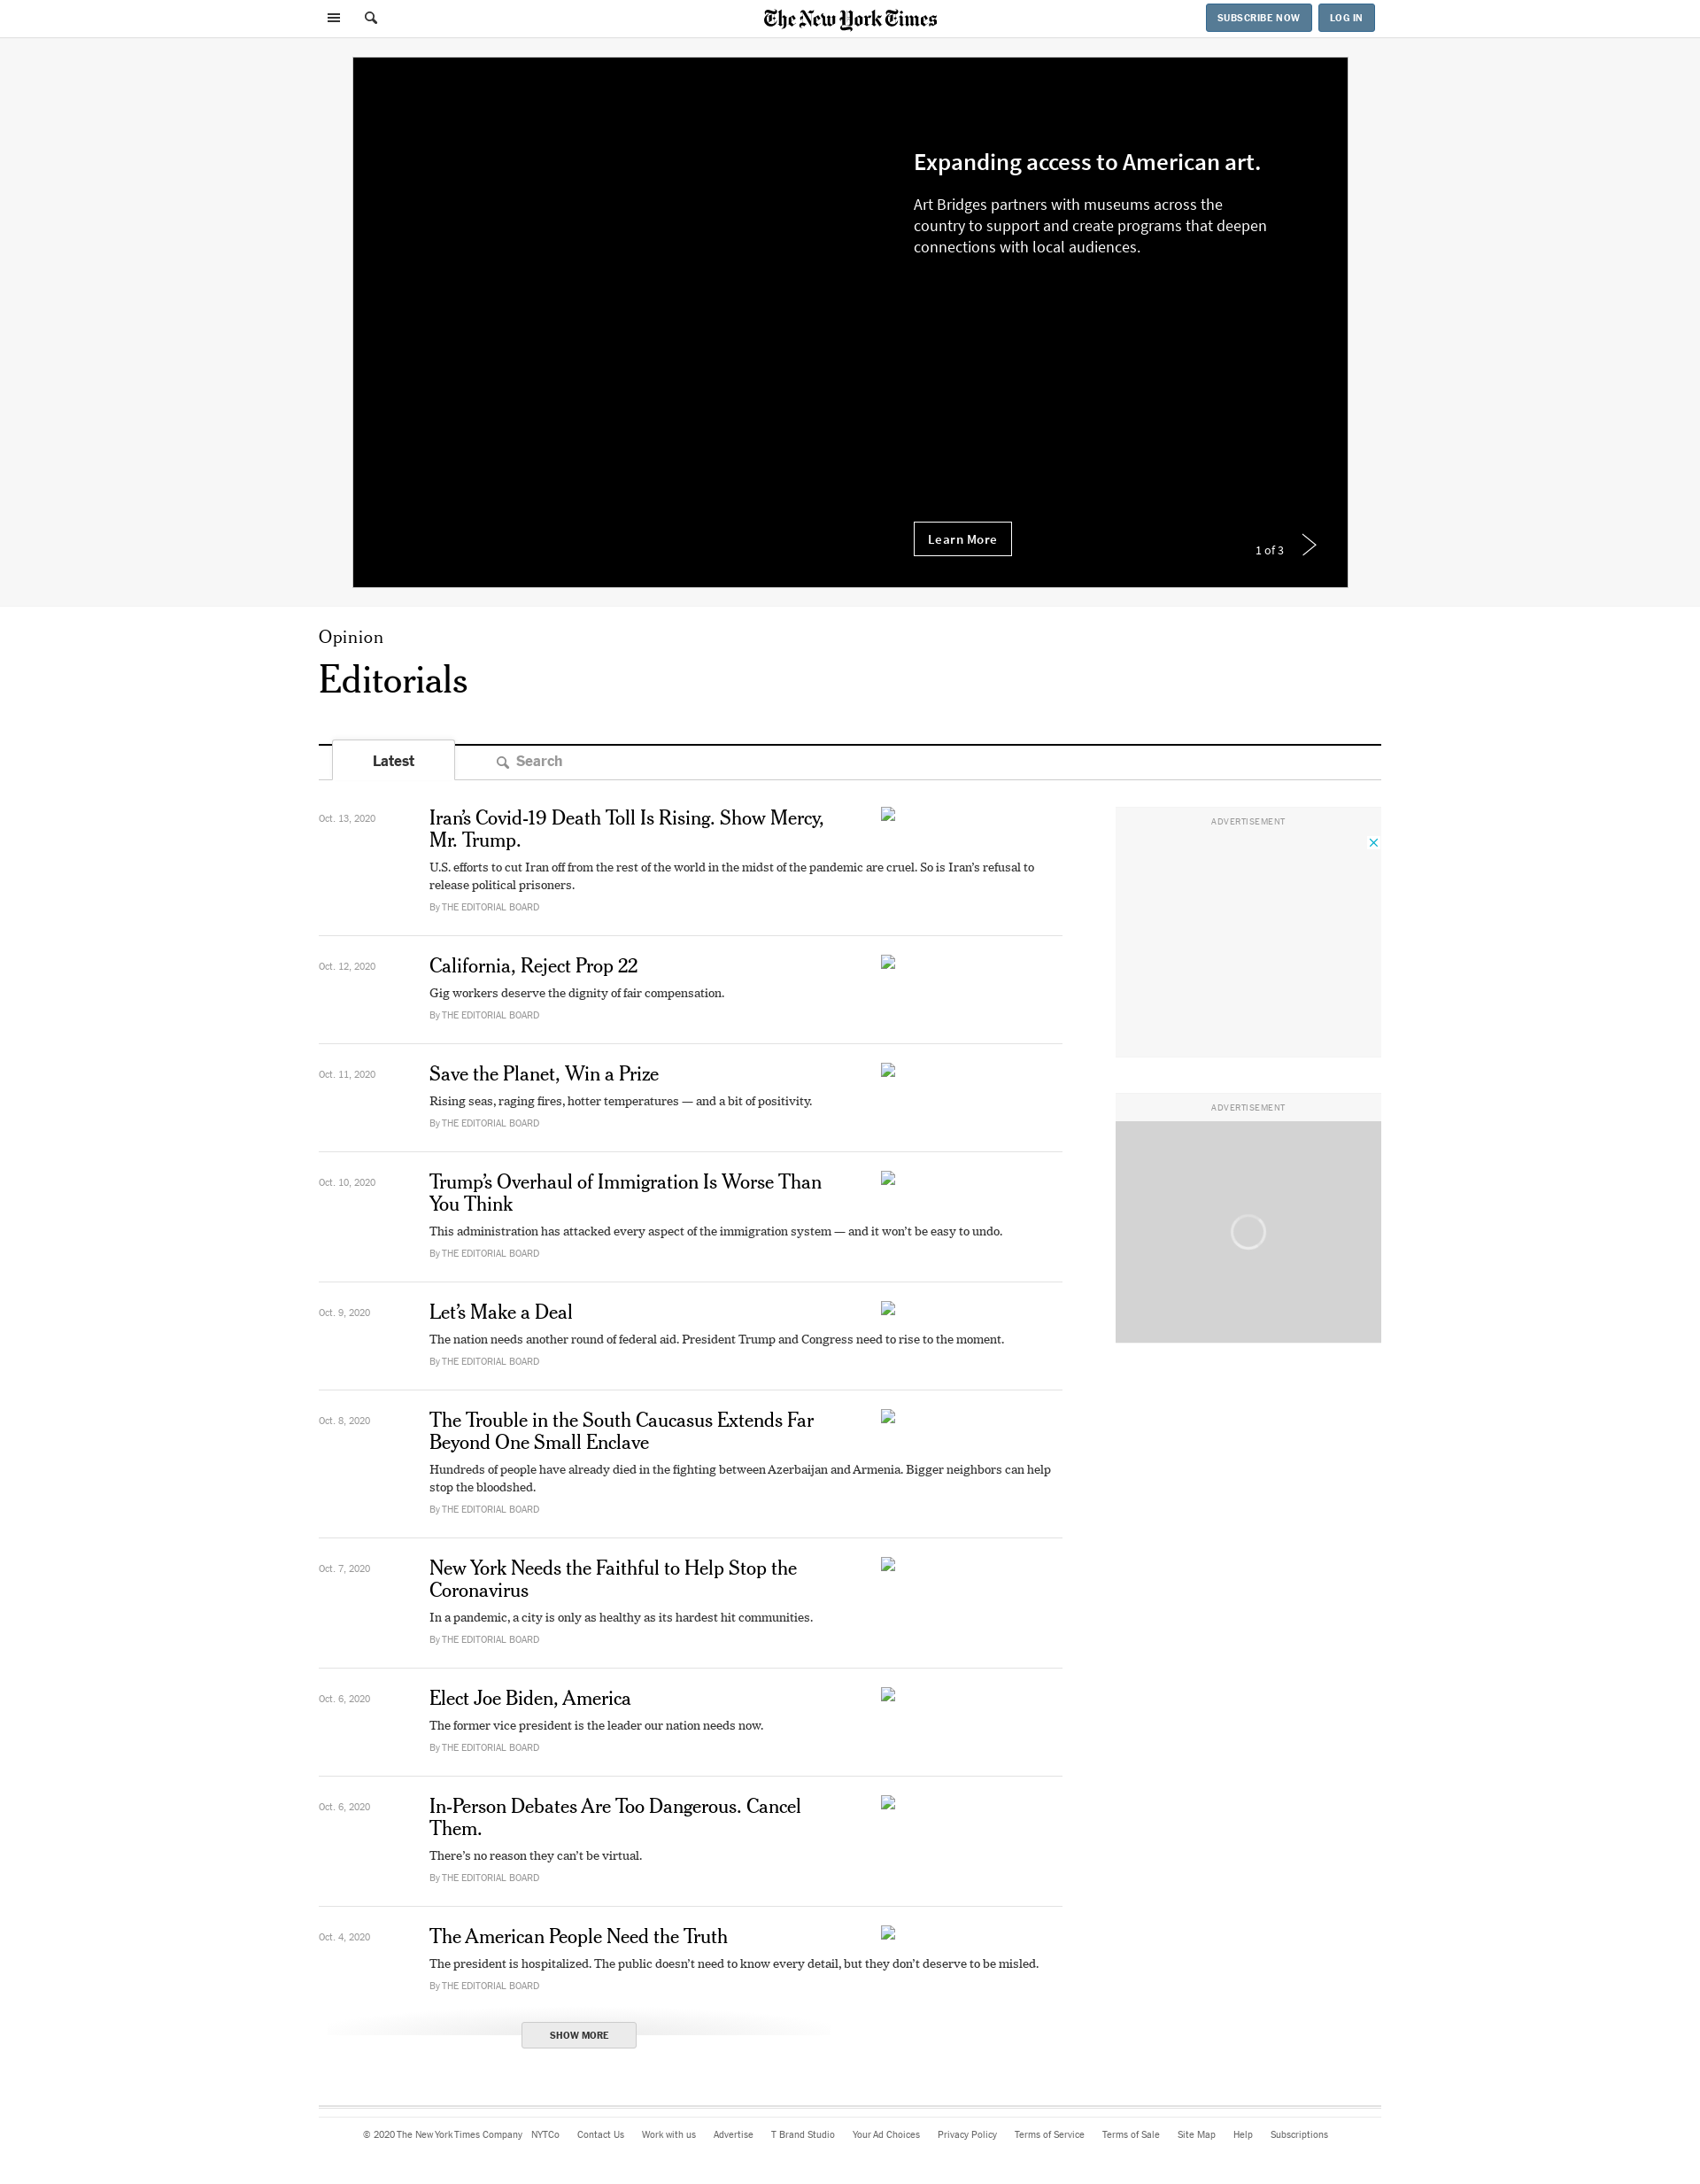 The New York Times
SUBSCRIBE NOW
LOG IN
Expanding access to American art.
Art Bridges partners with museums across the
country to support and create programs that deepen
connections with local audiences.
Learn More
1 of 3
Opinion
Editorials
Latest
Search
Oct. 13, 2020
Iran’s Covid-19 Death Toll Is Rising. Show Mercy,
Mr. Trump.
U.S. efforts to cut Iran off from the rest of the world in the midst of the pandemic are cruel. So is Iran’s refusal to
release political prisoners.
By THE EDITORIAL BOARD
Oct. 12, 2020
California, Reject Prop 22
Gig workers deserve the dignity of fair compensation.
By THE EDITORIAL BOARD
Oct. 11, 2020
Save the Planet, Win a Prize
Rising seas, raging fires, hotter temperatures — and a bit of positivity.
By THE EDITORIAL BOARD
Oct. 10, 2020
Trump’s Overhaul of Immigration Is Worse Than
You Think
This administration has attacked every aspect of the immigration system — and it won’t be easy to undo.
By THE EDITORIAL BOARD
Oct. 9, 2020
Let’s Make a Deal
The nation needs another round of federal aid. President Trump and Congress need to rise to the moment.
By THE EDITORIAL BOARD
Oct. 8, 2020
The Trouble in the South Caucasus Extends Far
Beyond One Small Enclave
Hundreds of people have already died in the fighting between Azerbaijan and Armenia. Bigger neighbors can help
stop the bloodshed.
By THE EDITORIAL BOARD
Oct. 7, 2020
New York Needs the Faithful to Help Stop the
Coronavirus
In a pandemic, a city is only as healthy as its hardest hit communities.
By THE EDITORIAL BOARD
Oct. 6, 2020
Elect Joe Biden, America
The former vice president is the leader our nation needs now.
By THE EDITORIAL BOARD
Oct. 6, 2020
In-Person Debates Are Too Dangerous. Cancel
Them.
There’s no reason they can’t be virtual.
By THE EDITORIAL BOARD
Oct. 4, 2020
The American People Need the Truth
The president is hospitalized. The public doesn’t need to know every detail, but they don’t deserve to be misled.
By THE EDITORIAL BOARD
SHOW MORE
ADVERTISEMENT
ADVERTISEMENT
© 2020 The New York Times Company NYTCo Contact Us Work with us Advertise T Brand Studio Your Ad Choices Privacy Policy Terms of Service Terms of Sale Site Map Help Subscriptions